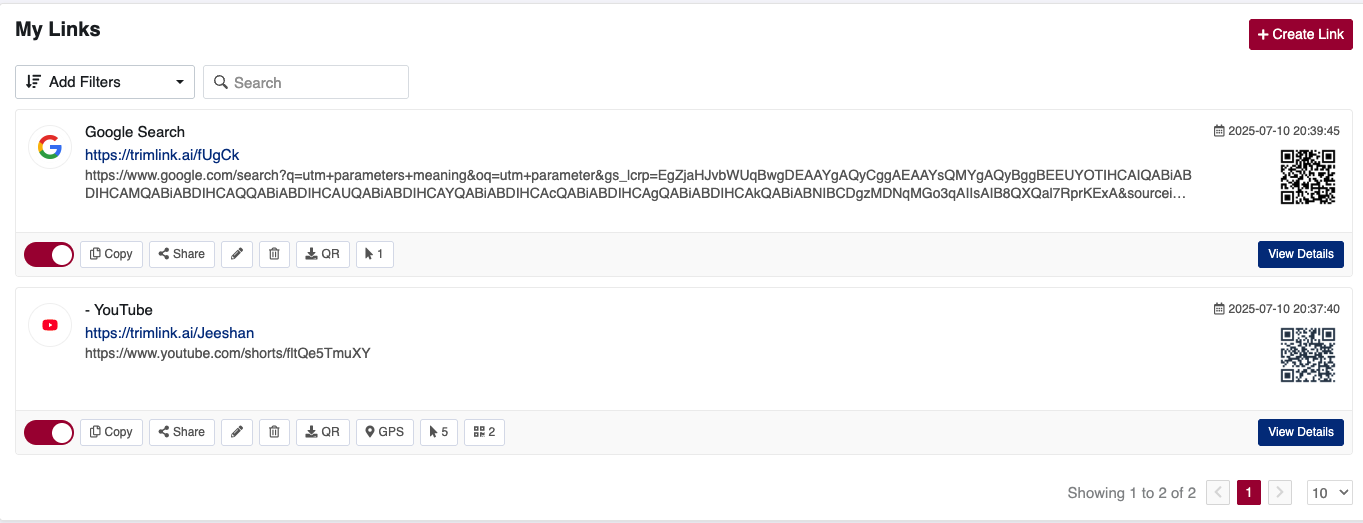 My Links
+ Create Link
Add Filters
Search
Google Search
2025-07-10 20:39:45
https://trimlink.ai/fUgCk
https://www.google.com/search?q=utm+parameters+meaning&oq=utm+parameter&gs_lcrp=EgZjaHJvbWUqBwgDEAAYgAQyCggAEAAYsQMYgAQyBggBEEUYOTIHCAIQABiABDIHCAMQABiABDIHCAQQABiABDIHCAUQABiABDIHCAYQABiABDIHCAcQABiABDIHCAgQABiABDIHCAkQABiABNIBCDgzMDNqMGo3qAIIsAIB8QXQal7RprKExA&sourcei…
Copy Share QR 1 View Details
- YouTube
2025-07-10 20:37:40
https://trimlink.ai/Jeeshan
https://www.youtube.com/shorts/fltQe5TmuXY
Copy Share QR GPS 5 2 View Details
Showing 1 to 2 of 2 < 1 > 10